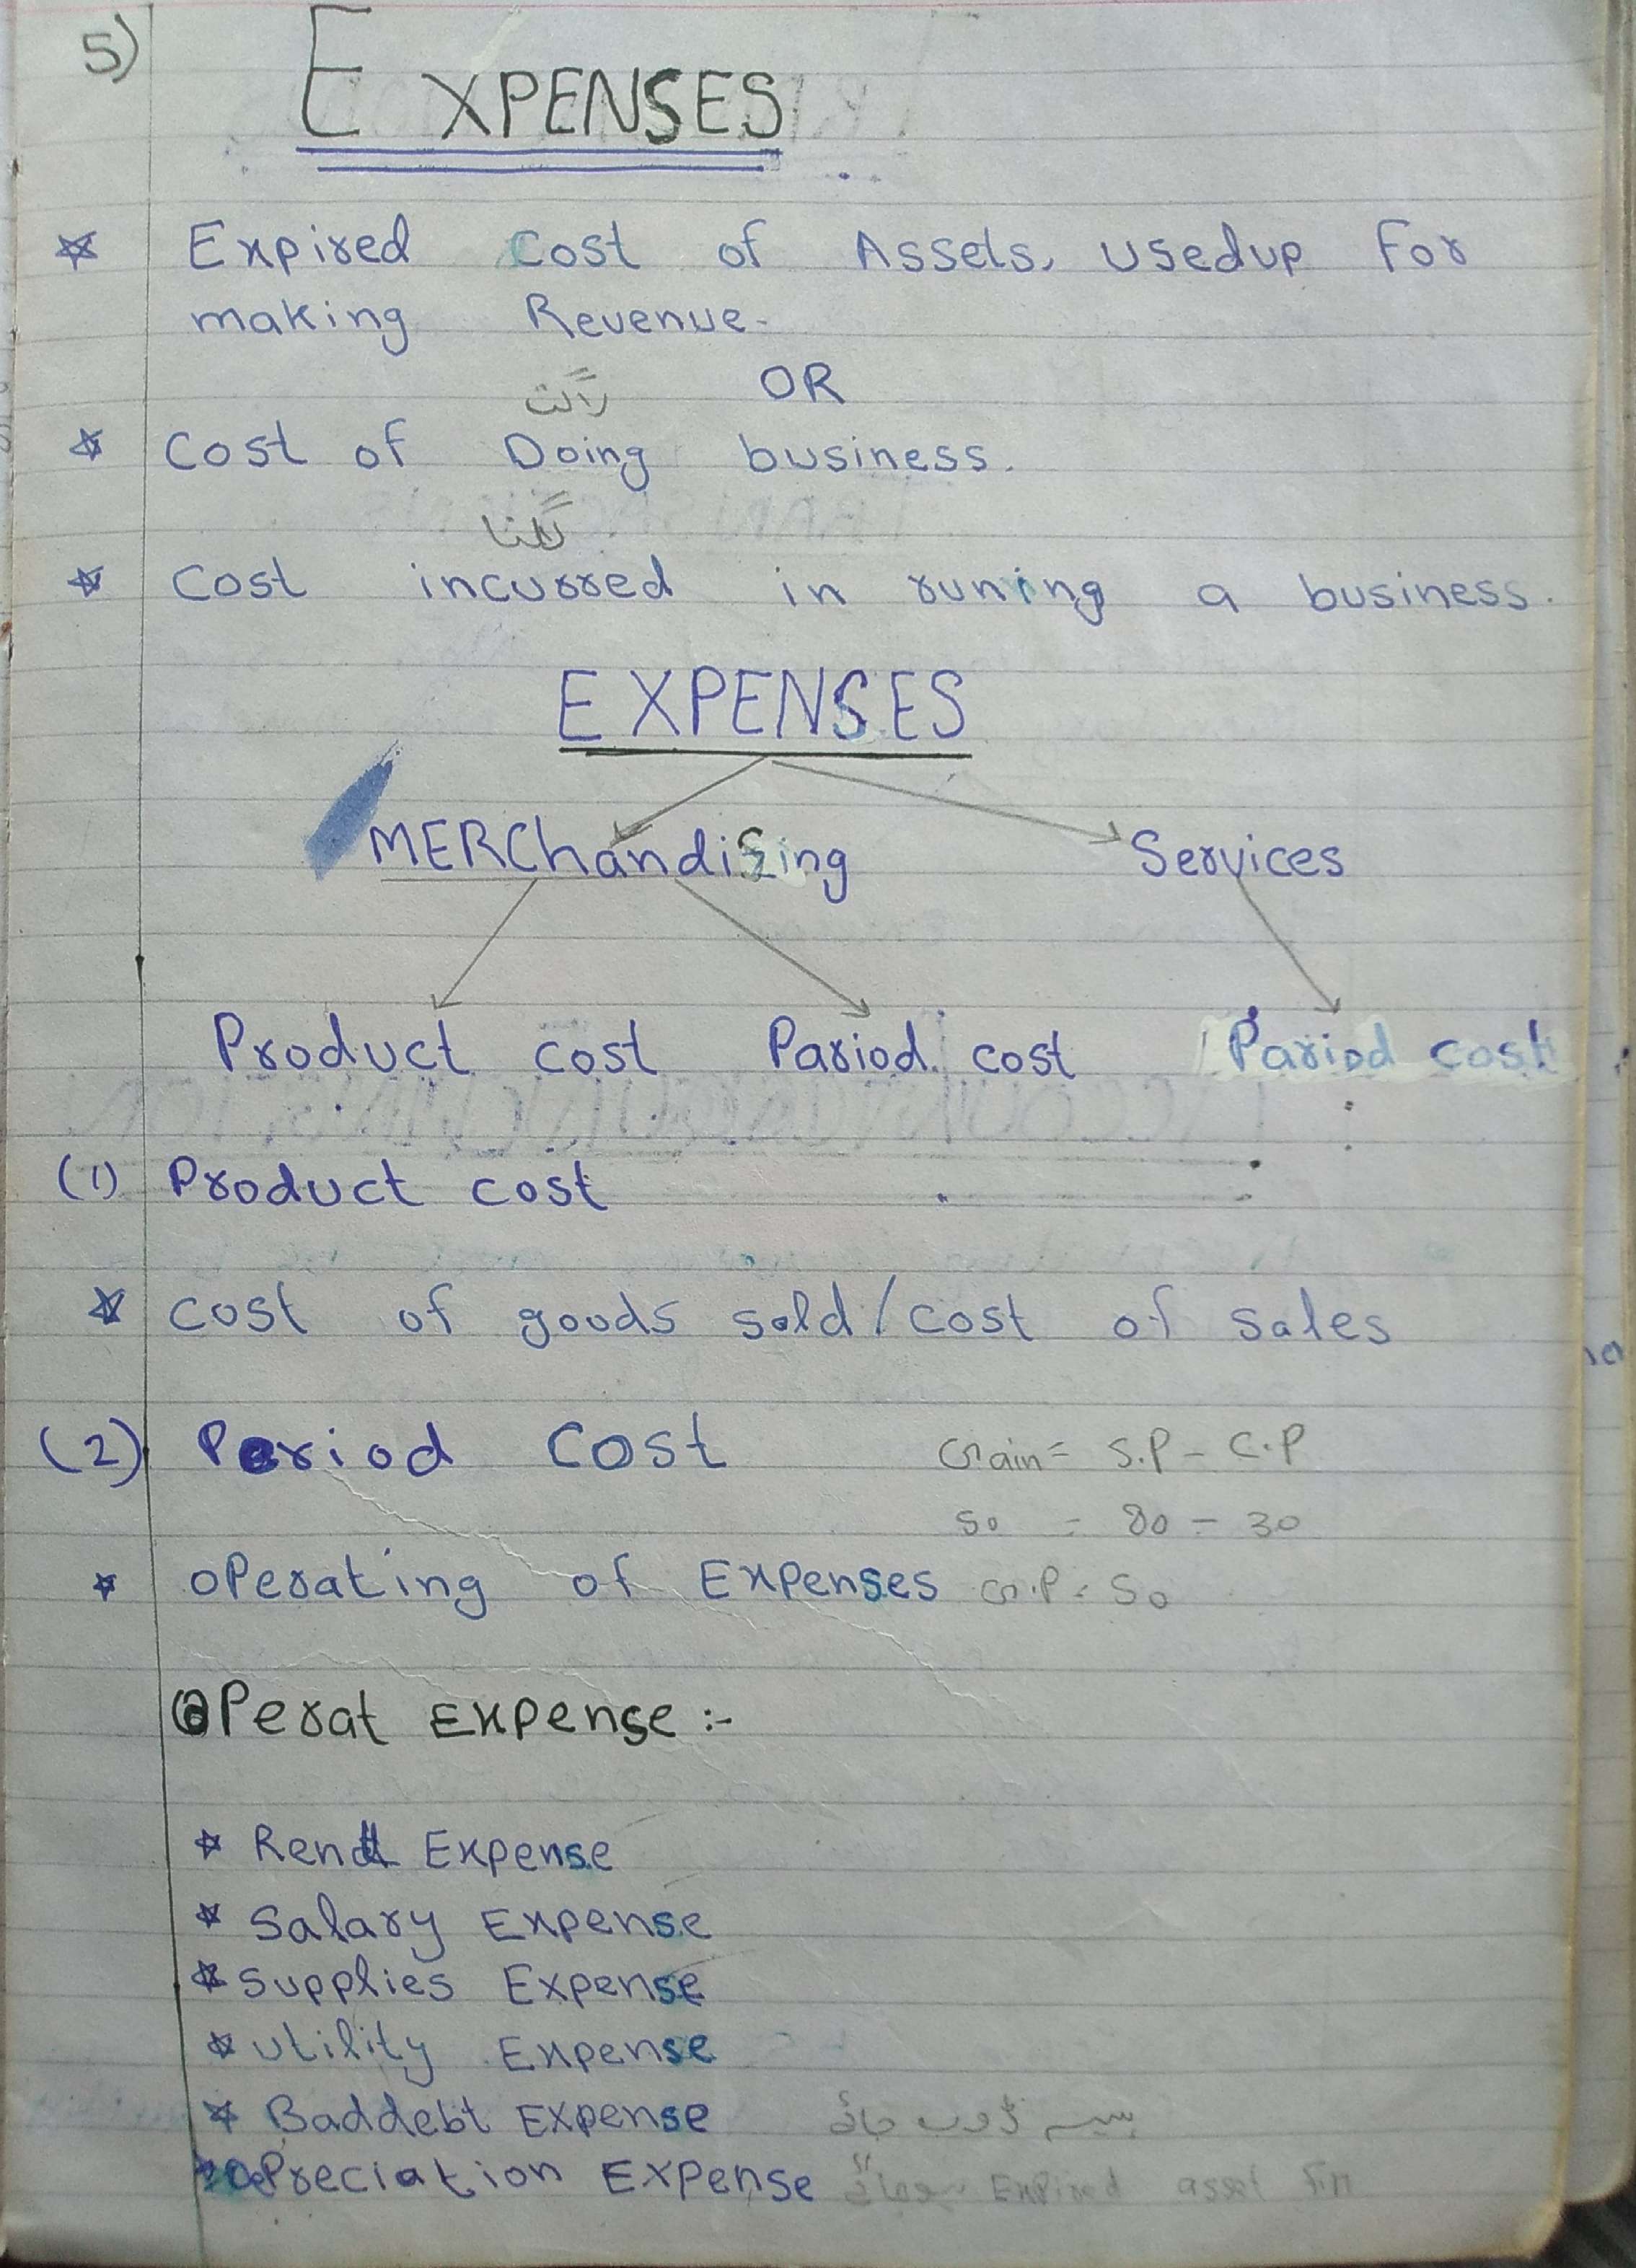 5)
EXPENSES
Expired Cost of Assets, usedup For
making Revenue.
OR
Cost of Doing business.
Cost incurred in runing a business.
EXPENSES
MERChandising Services
Product cost Pariod cost Pariod cost
(1) Product cost
cost of goods sold/cost of sales
(2) Period Cost Gain = S.P - C.P
50 = 80 - 30
OPerating of Expenses G.P = 50
OPerat Expense :-
Rent Expense
Salary Expense
Supplies Expense
Utility Expense
Baddebt Expense پیسے ڈوب جائے
DePreciation Expense Expired asset